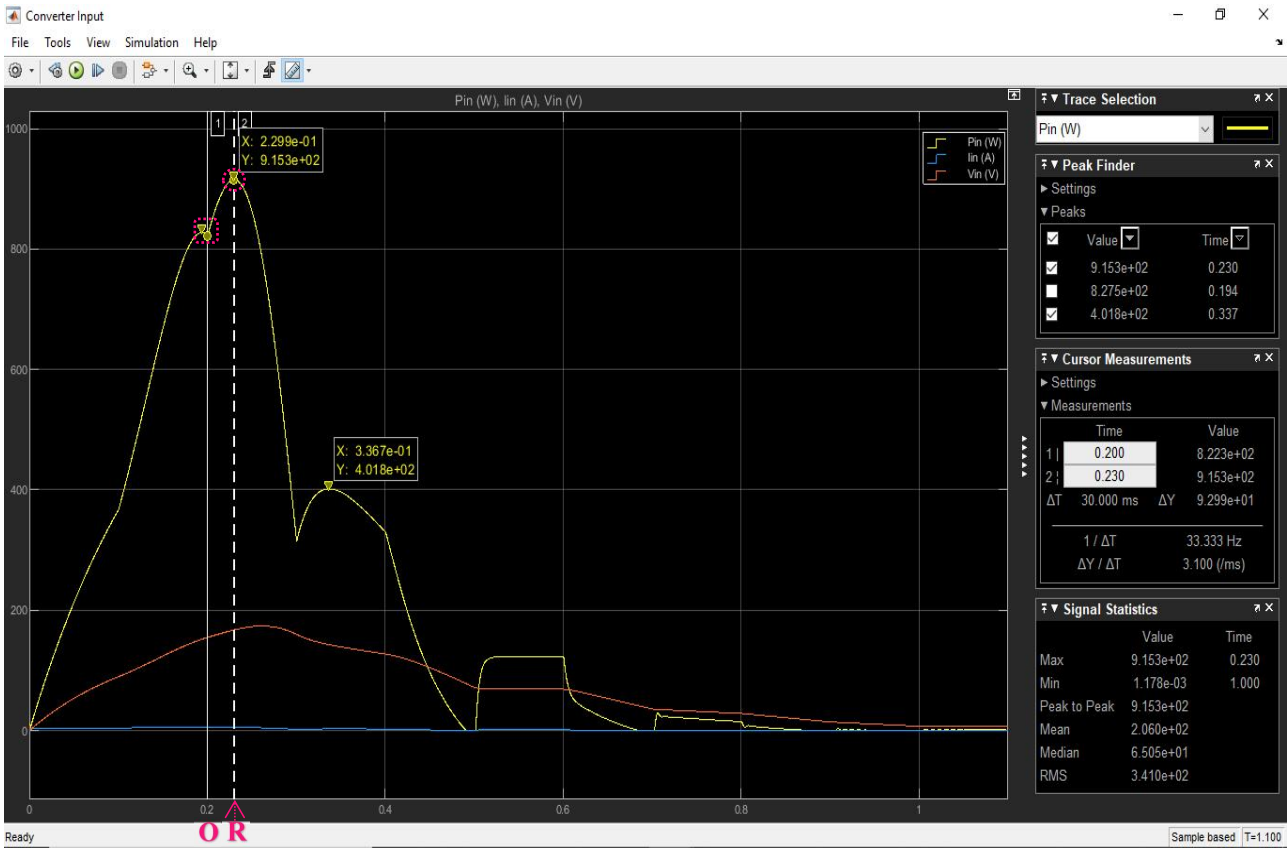 Converter Input
File Tools View Simulation Help
Pin (W), Iin (A), Vin (V)
1000
800
600
400
200
0
1 2
X: 2.299e-01
Y: 9.153e+02
X: 3.367e-01
Y: 4.018e+02
Pin (W)
Iin (A)
Vin (V)
0 0.2 0.4 0.6 0.8 1
O R
Trace Selection
Pin (W)
Peak Finder
Settings
Peaks
Value Time
9.153e+02 0.230
8.275e+02 0.194
4.018e+02 0.337
Cursor Measurements
Settings
Measurements
Time Value
1 | 0.200 8.223e+02
2 ¦ 0.230 9.153e+02
ΔT 30.000 ms ΔY 9.299e+01
1 / ΔT 33.333 Hz
ΔY / ΔT 3.100 (/ms)
Signal Statistics
Value Time
Max 9.153e+02 0.230
Min 1.178e-03 1.000
Peak to Peak 9.153e+02
Mean 2.060e+02
Median 6.505e+01
RMS 3.410e+02
Ready
Sample based T=1.100